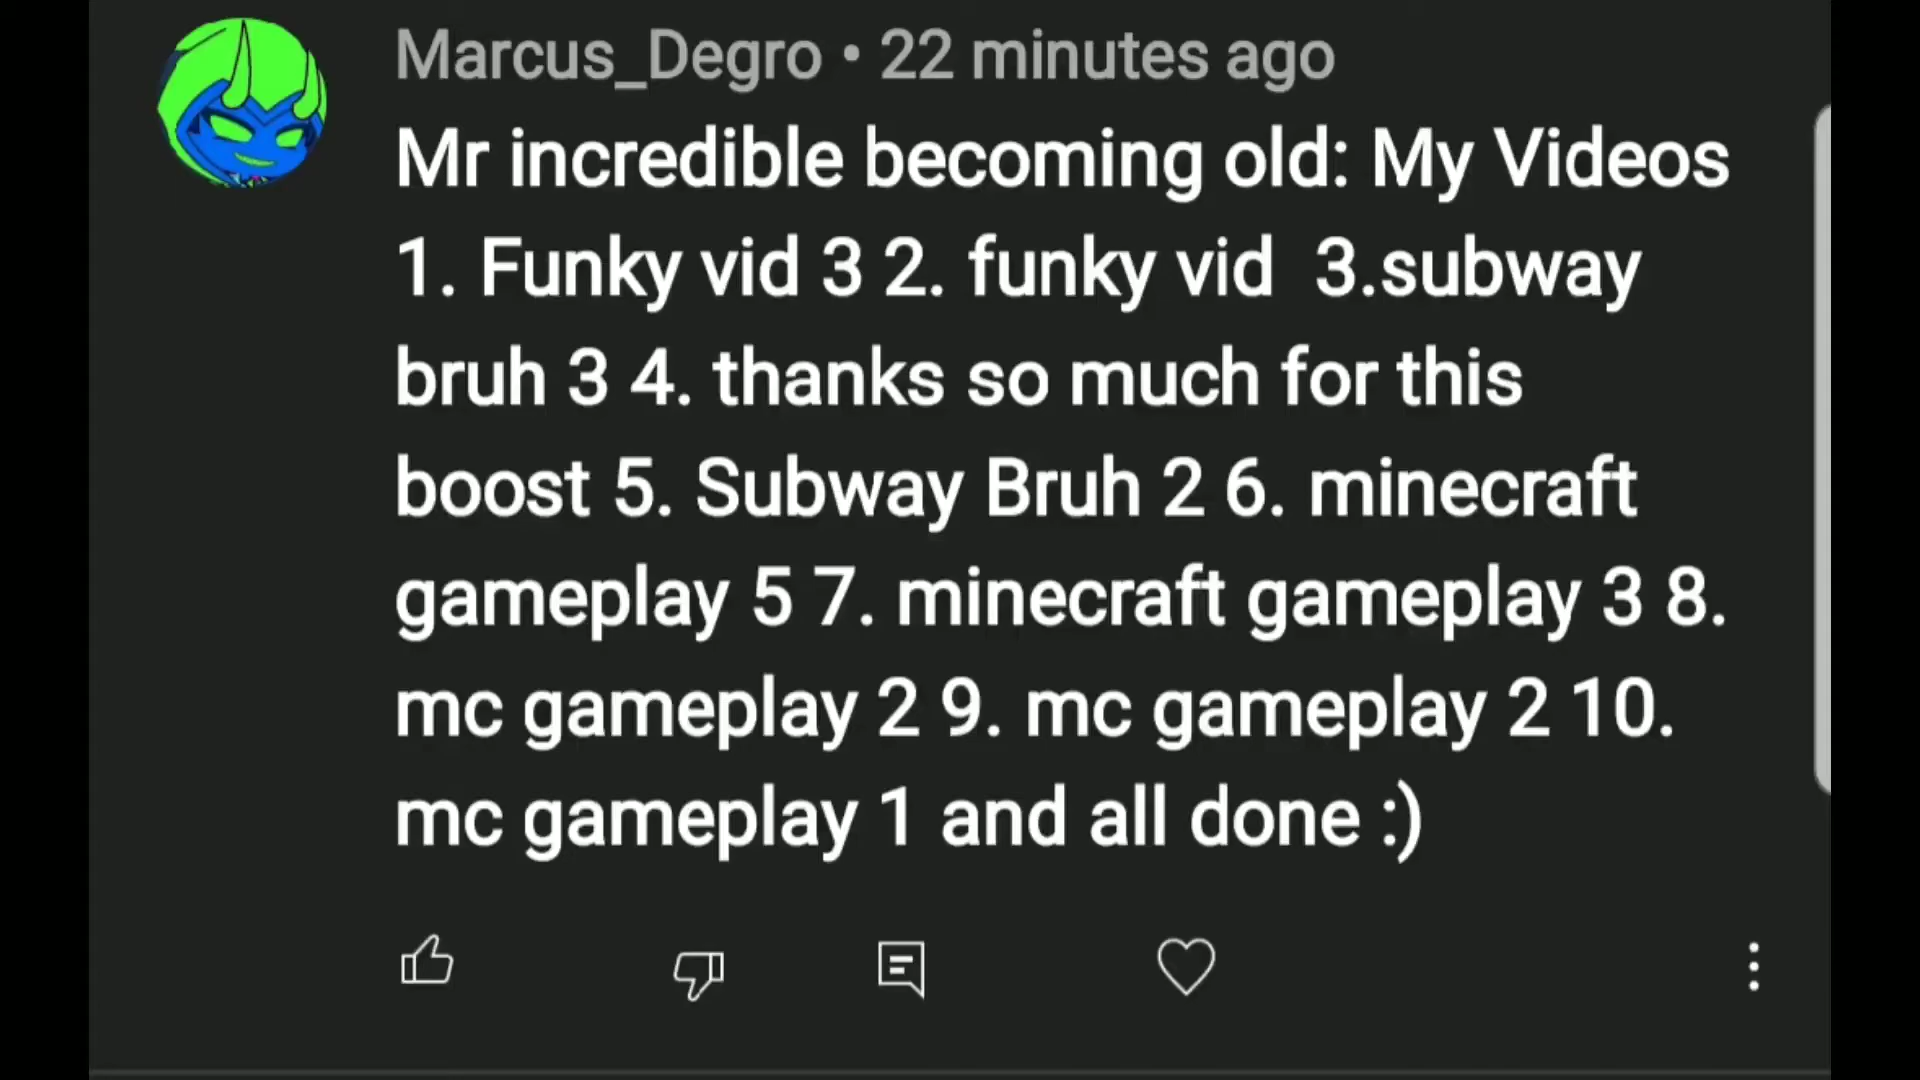 Marcus_Degro • 22 minutes ago
Mr incredible becoming old: My Videos
1. Funky vid 3 2. funky vid  3.subway
bruh 3 4. thanks so much for this
boost 5. Subway Bruh 2 6. minecraft
gameplay 5 7. minecraft gameplay 3 8.
mc gameplay 2 9. mc gameplay 2 10.
mc gameplay 1 and all done :)